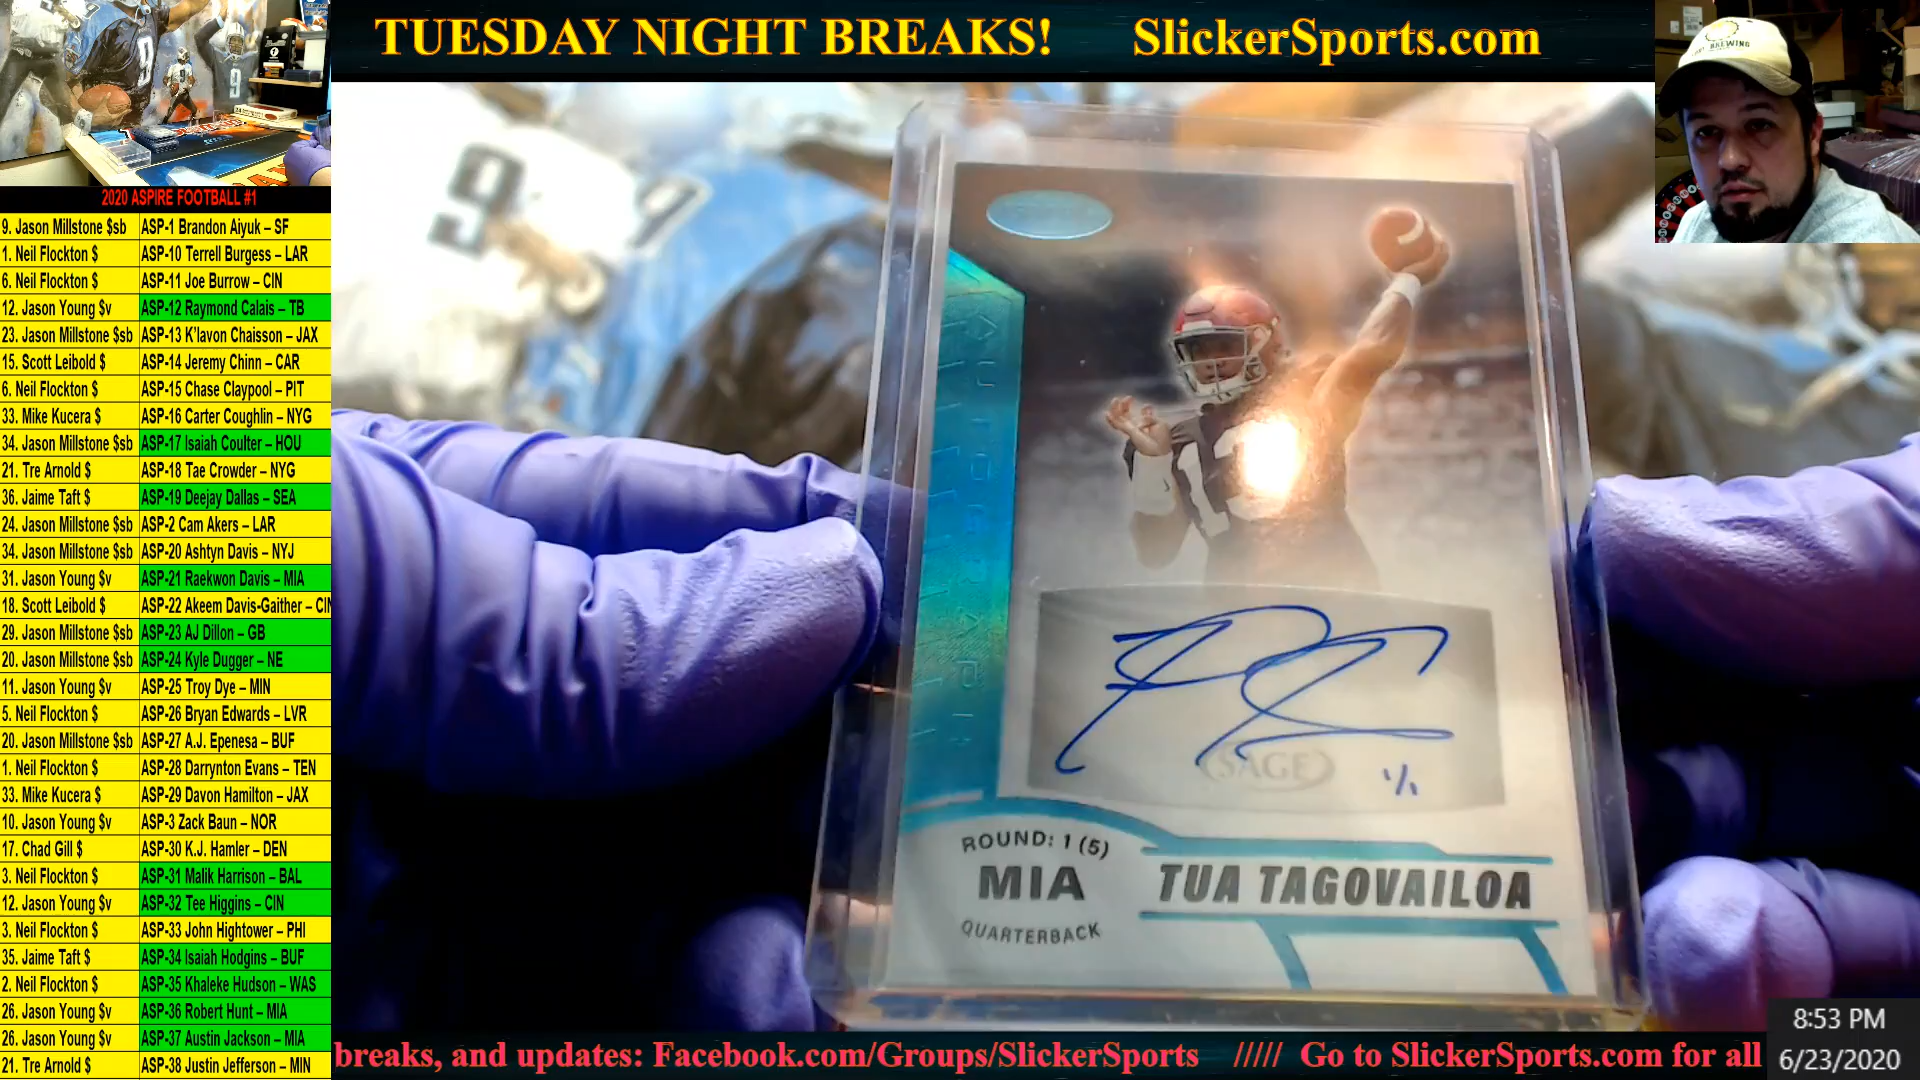 TUESDAY NIGHT BREAKS! SlickerSports.com
BREWING
2020 ASPIRE FOOTBALL #1
9. Jason Millstone $sb ASP-1 Brandon Aiyuk – SF
1. Neil Flockton $ ASP-10 Terrell Burgess – LAR
6. Neil Flockton $ ASP-11 Joe Burrow – CIN
12. Jason Young $v ASP-12 Raymond Calais – TB
23. Jason Millstone $sb ASP-13 K'lavon Chaisson – JAX
15. Scott Leibold $ ASP-14 Jeremy Chinn – CAR
6. Neil Flockton $ ASP-15 Chase Claypool – PIT
33. Mike Kucera $ ASP-16 Carter Coughlin – NYG
34. Jason Millstone $sb ASP-17 Isaiah Coulter – HOU
21. Tre Arnold $ ASP-18 Tae Crowder – NYG
36. Jaime Taft $ ASP-19 Deejay Dallas – SEA
24. Jason Millstone $sb ASP-2 Cam Akers – LAR
34. Jason Millstone $sb ASP-20 Ashtyn Davis – NYJ
31. Jason Young $v ASP-21 Raekwon Davis – MIA
18. Scott Leibold $ ASP-22 Akeem Davis-Gaither – CIN
29. Jason Millstone $sb ASP-23 AJ Dillon – GB
20. Jason Millstone $sb ASP-24 Kyle Dugger – NE
11. Jason Young $v ASP-25 Troy Dye – MIN
5. Neil Flockton $ ASP-26 Bryan Edwards – LVR
20. Jason Millstone $sb ASP-27 A.J. Epenesa – BUF
1. Neil Flockton $ ASP-28 Darrynton Evans – TEN
33. Mike Kucera $ ASP-29 Davon Hamilton – JAX
10. Jason Young $v ASP-3 Zack Baun – NOR
17. Chad Gill $ ASP-30 K.J. Hamler – DEN
3. Neil Flockton $ ASP-31 Malik Harrison – BAL
12. Jason Young $v ASP-32 Tee Higgins – CIN
3. Neil Flockton $ ASP-33 John Hightower – PHI
35. Jaime Taft $ ASP-34 Isaiah Hodgins – BUF
2. Neil Flockton $ ASP-35 Khaleke Hudson – WAS
26. Jason Young $v ASP-36 Robert Hunt – MIA
26. Jason Young $v ASP-37 Austin Jackson – MIA
21. Tre Arnold $ ASP-38 Justin Jefferson – MIN
9 9
9
9
AUTOGRAPH
13
SAGE
1/1
ROUND: 1 (5)
MIA
QUARTERBACK
TUA TAGOVAILOA
breaks, and updates: Facebook.com/Groups/SlickerSports ///// Go to SlickerSports.com for all
8:53 PM
6/23/2020